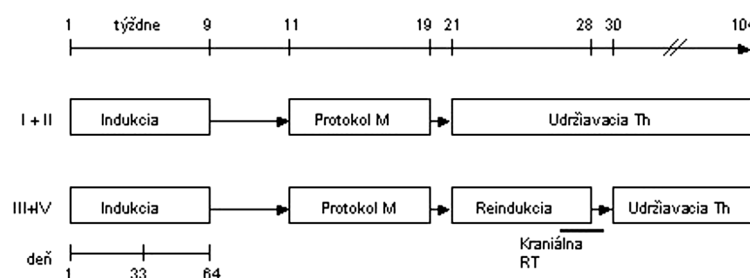 1 týždne 9 11 19 21 28 30 104
I + II Indukcia Protokol M Udržiavacia Th
III+IV Indukcia Protokol M Reindukcia Udržiavacia Th
Kraniálna
RT
deň
1 33 64